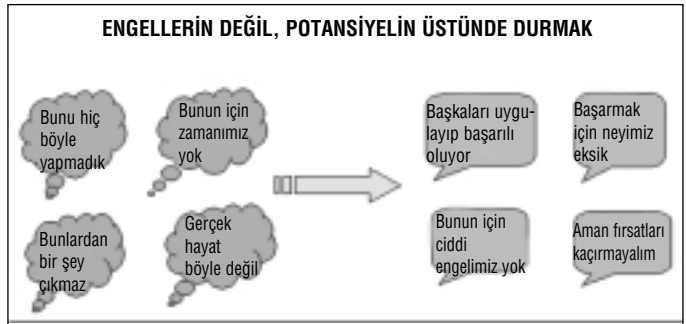 ENGELLERİN DEĞİL, POTANSİYELİN ÜSTÜNDE DURMAK
Bunu hiç
böyle
yapmadık
Bunun için
zamanımız
yok
Başkaları uygu-
layıp başarılı
oluyor
Başarmak
için neyimiz
eksik
Bunlardan
bir şey
çıkmaz
Gerçek
hayat
böyle değil
Bunun için
ciddi
engelimiz yok
Aman fırsatları
kaçırmayalım